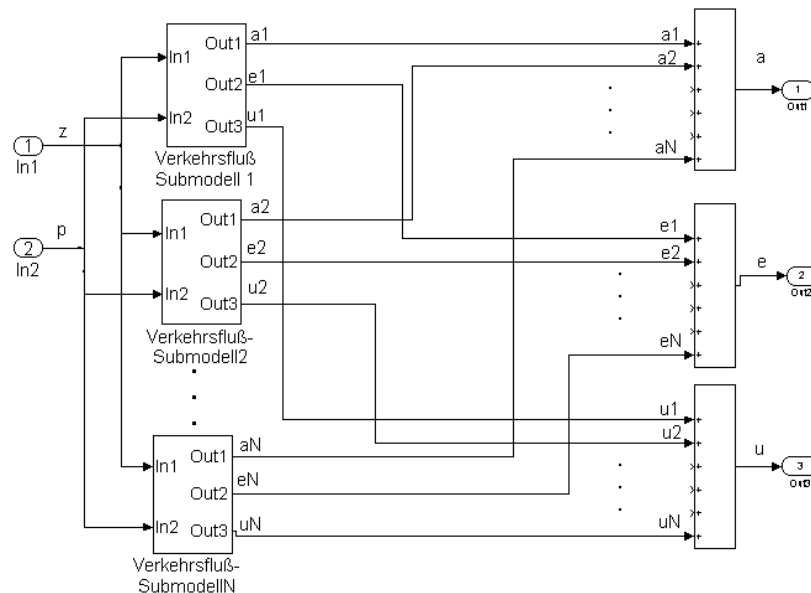 Out1
a1
a1
a
In1
a2
Out2
e1
1
Out1
In2
u1
z
Out3
1
In1
Verkehrsfluß
Submodell 1
aN
a2
Out1
p
In1
e1
2
In2
Out2
e2
e2
e
2
Out2
In2
u2
Out3
Verkehrsfluß-
Submodell2
eN
u1
aN
u2
u
In1
Out1
3
Out3
eN
Out2
In2
uN
Out3
uN
Verkehrsfluß-
SubmodellN